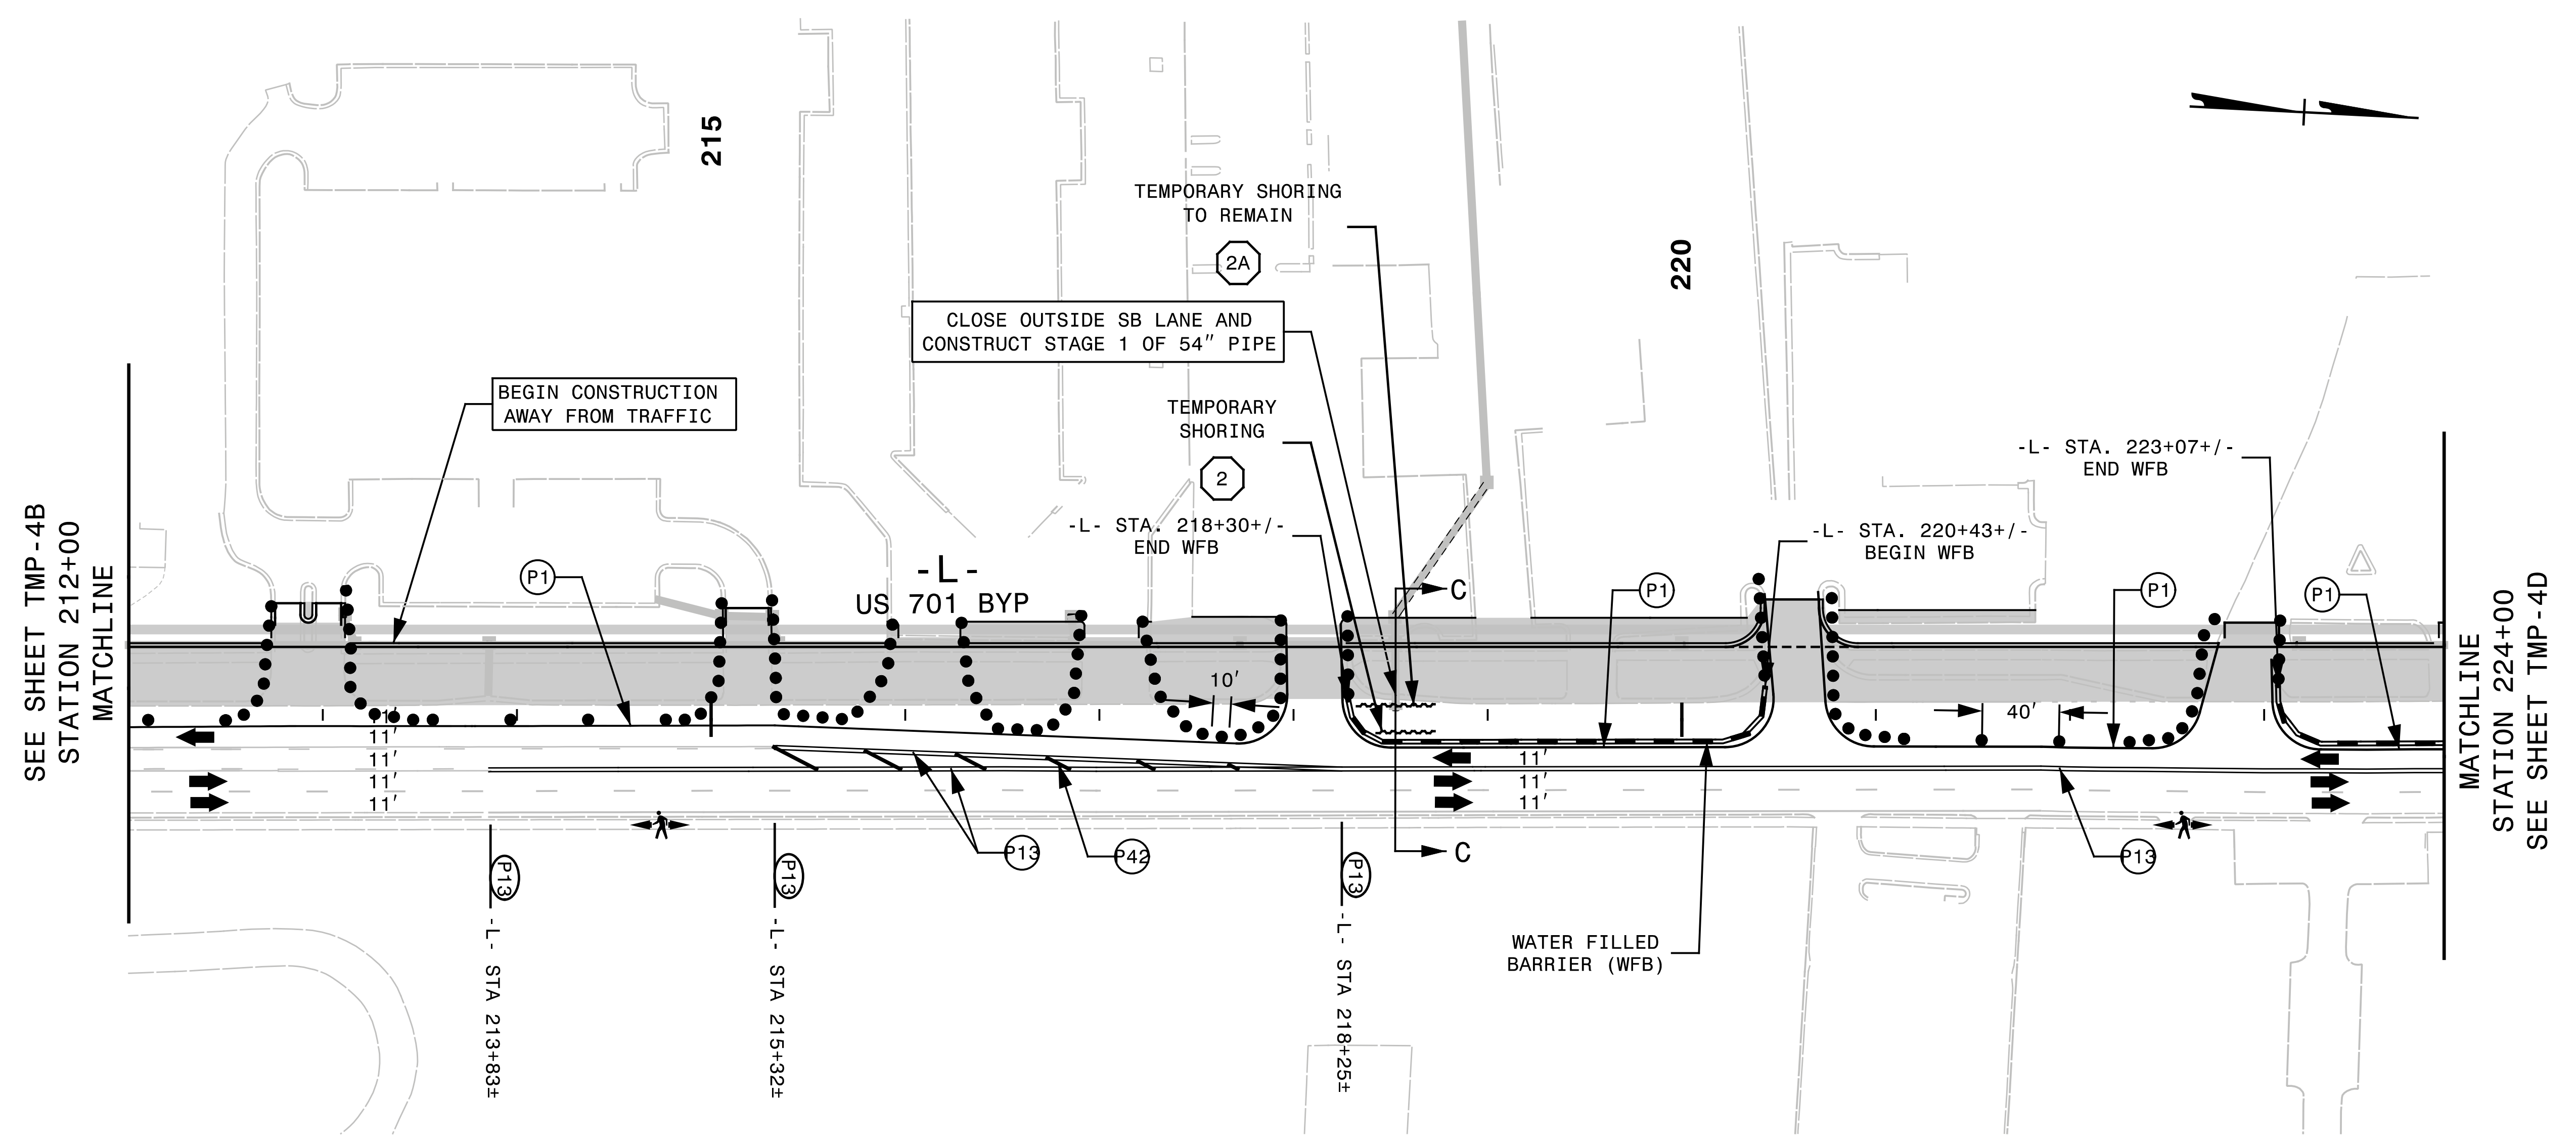 215
TEMPORARY SHORING
TO REMAIN
2A
220
CLOSE OUTSIDE SB LANE AND
CONSTRUCT STAGE 1 OF 54" PIPE
BEGIN CONSTRUCTION
AWAY FROM TRAFFIC
TEMPORARY
SHORING
2
-L- STA. 218+30+/-
END WFB
-L- STA. 220+43+/-
BEGIN WFB
-L- STA. 223+07+/-
END WFB
SEE SHEET TMP-4B
STATION 212+00
MATCHLINE
MATCHLINE
STATION 224+00
SEE SHEET TMP-4D
-L-
US 701 BYP
P1
C
P1
P1
P1
10'
40'
11'
11'
11'
11'
11'
11'
11'
11'
C
P13
P42
P13
P13
-L- STA 213+83±
P13
-L- STA 215+32±
P13
-L- STA 218+25±
WATER FILLED
BARRIER (WFB)